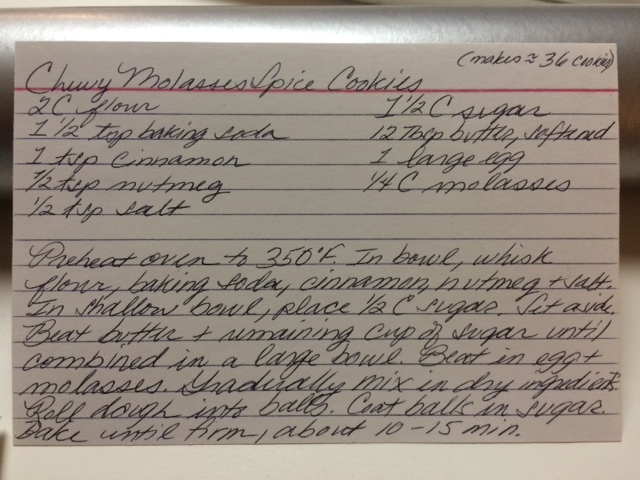 (makes ≈ 36 cookies)
Chewy Molasses Spice Cookies
2 C flour
1 1/2 tsp baking soda
1 tsp cinnamon
1/2 tsp nutmeg
1/2 tsp salt
1 1/2 C sugar
12 Tbsp butter, softened
1 large egg
1/4 C molasses
Preheat oven to 350°F. In bowl, whisk
flour, baking soda, cinnamon, nutmeg + salt.
In shallow bowl, place 1/2 C sugar. Set aside.
Beat butter + remaining cup of sugar until
combined in a large bowl. Beat in egg +
molasses. Gradically mix in dry ingredients.
Roll dough into balls. Coat balls in sugar.
Bake until firm, about 10-15 min.